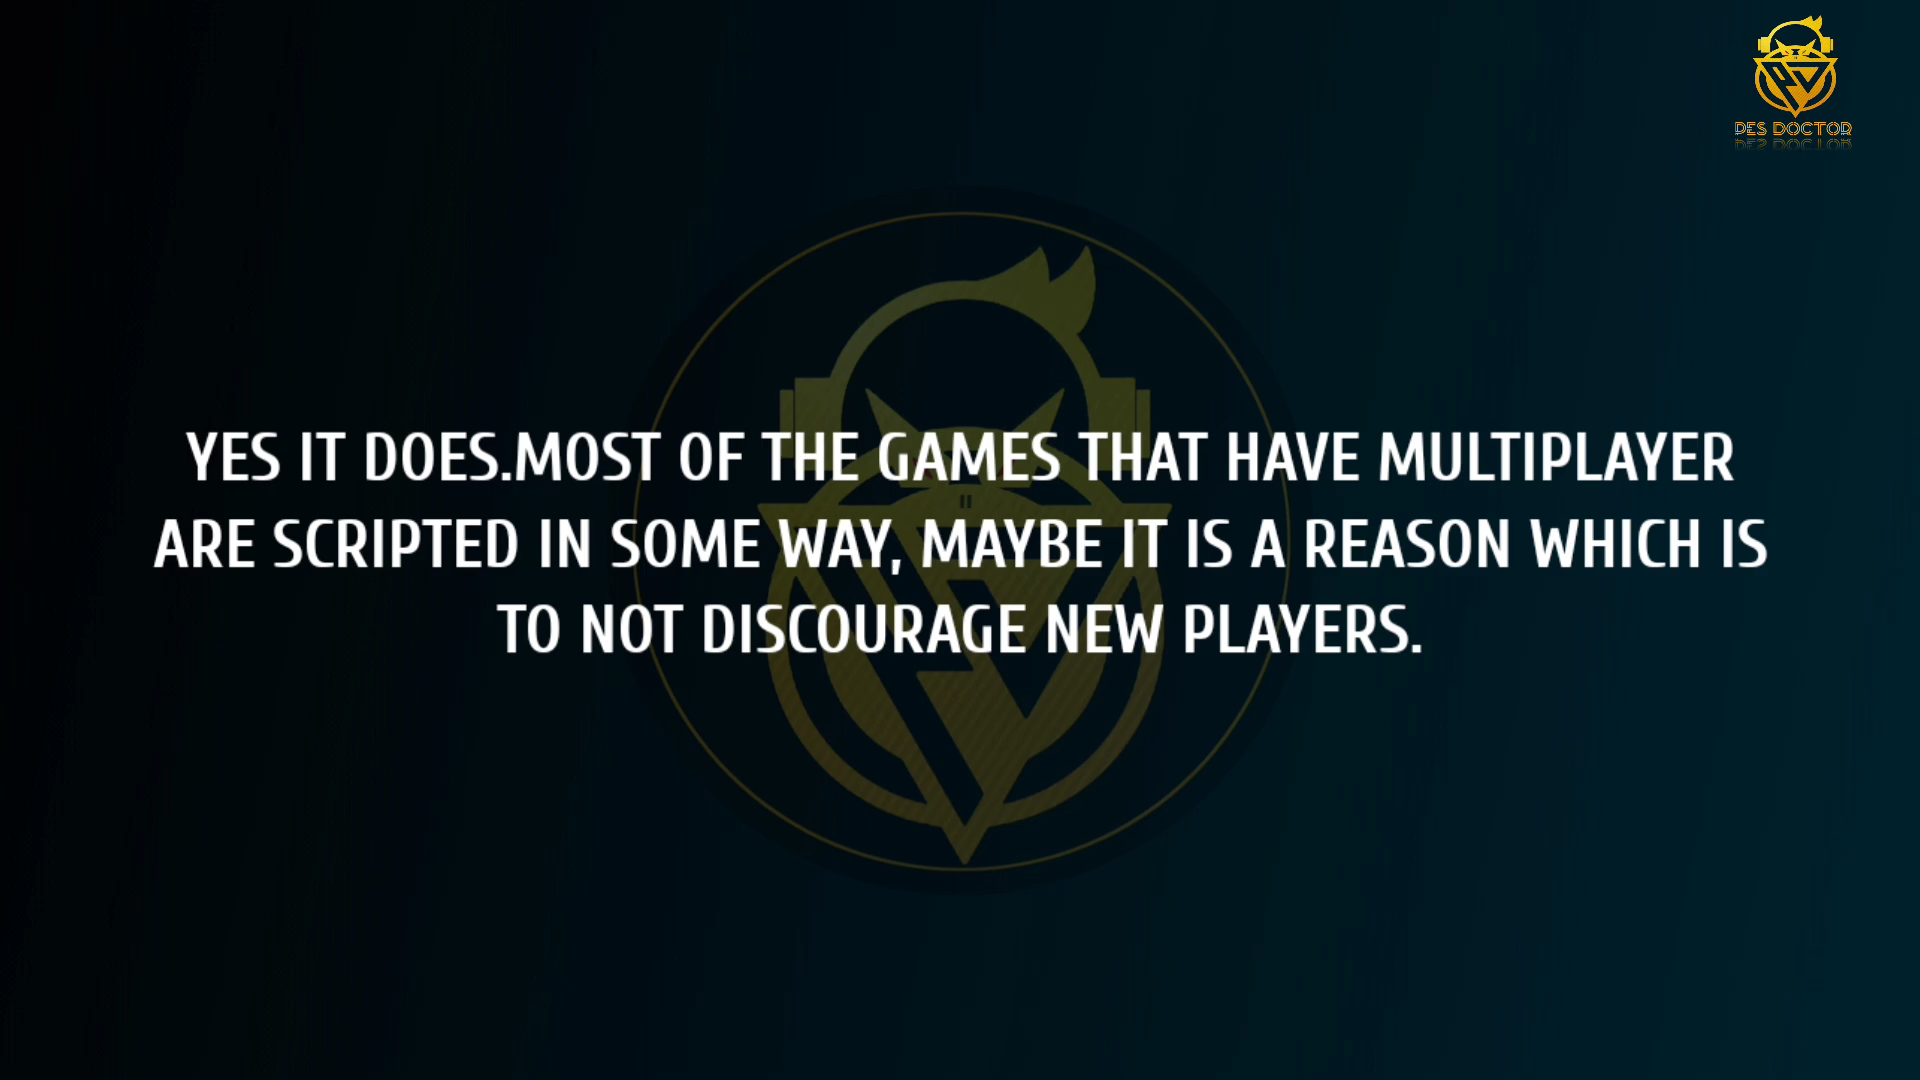 PES DOCTOR
YES IT DOES.MOST OF THE GAMES THAT HAVE MULTIPLAYER
ARE SCRIPTED IN SOME WAY, MAYBE IT IS A REASON WHICH IS
TO NOT DISCOURAGE NEW PLAYERS.